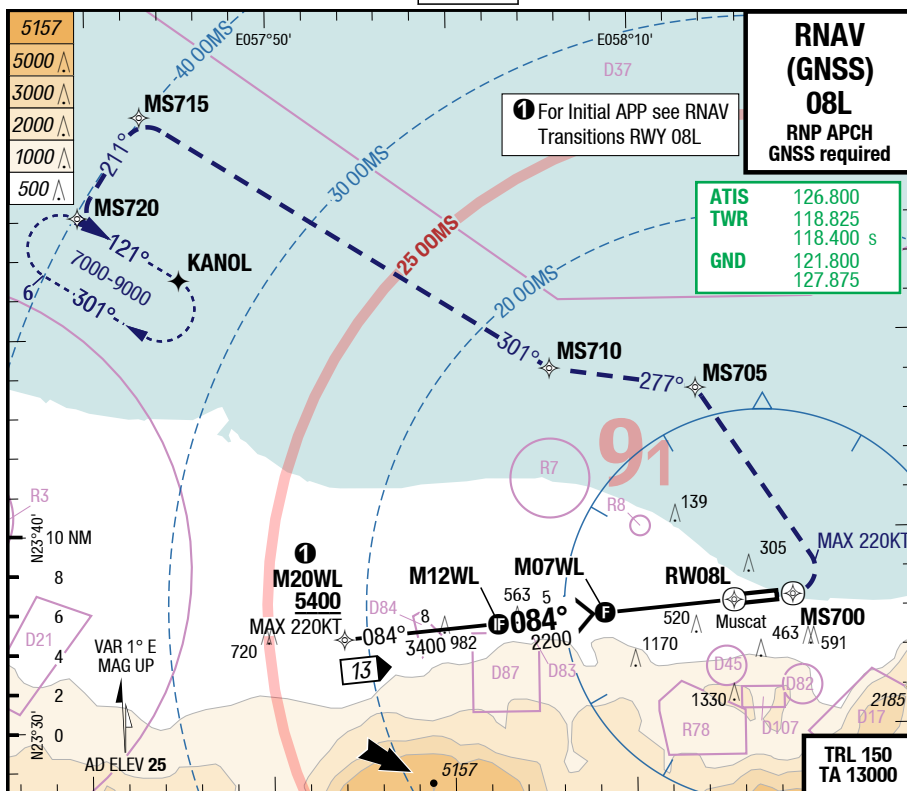 5157
5000
3000
2000
1000
500
E057°50'
E058°10'
40 00MS
30 00MS
25 00MS
20 00MS
D37
RNAV
(GNSS)
08L
RNP APCH
GNSS required
1 For Initial APP see RNAV
Transitions RWY 08L
ATIS 126.800
TWR 118.825
118.400 s
GND 121.800
127.875
MS715
211°
MS720
121°
KANOL
7000-9000
6
301°
301°
MS710
277°
MS705
91
R7
R8
139
R3
N23°40'
10 NM
8
6
4
2
0
N23°30'
MAX 220KT
305
1
M20WL
5400
MAX 220KT
M12WL
M07WL
RW08L
D84
8
563
5
IF
084°
F
084°
3400
982
2200
520
Muscat
MS700
463
591
720
13
D21
VAR 1° E
MAG UP
D87
D83
1170
D45
D82
1330
2185
R78
D107
D17
AD ELEV 25
5157
TRL 150
TA 13000